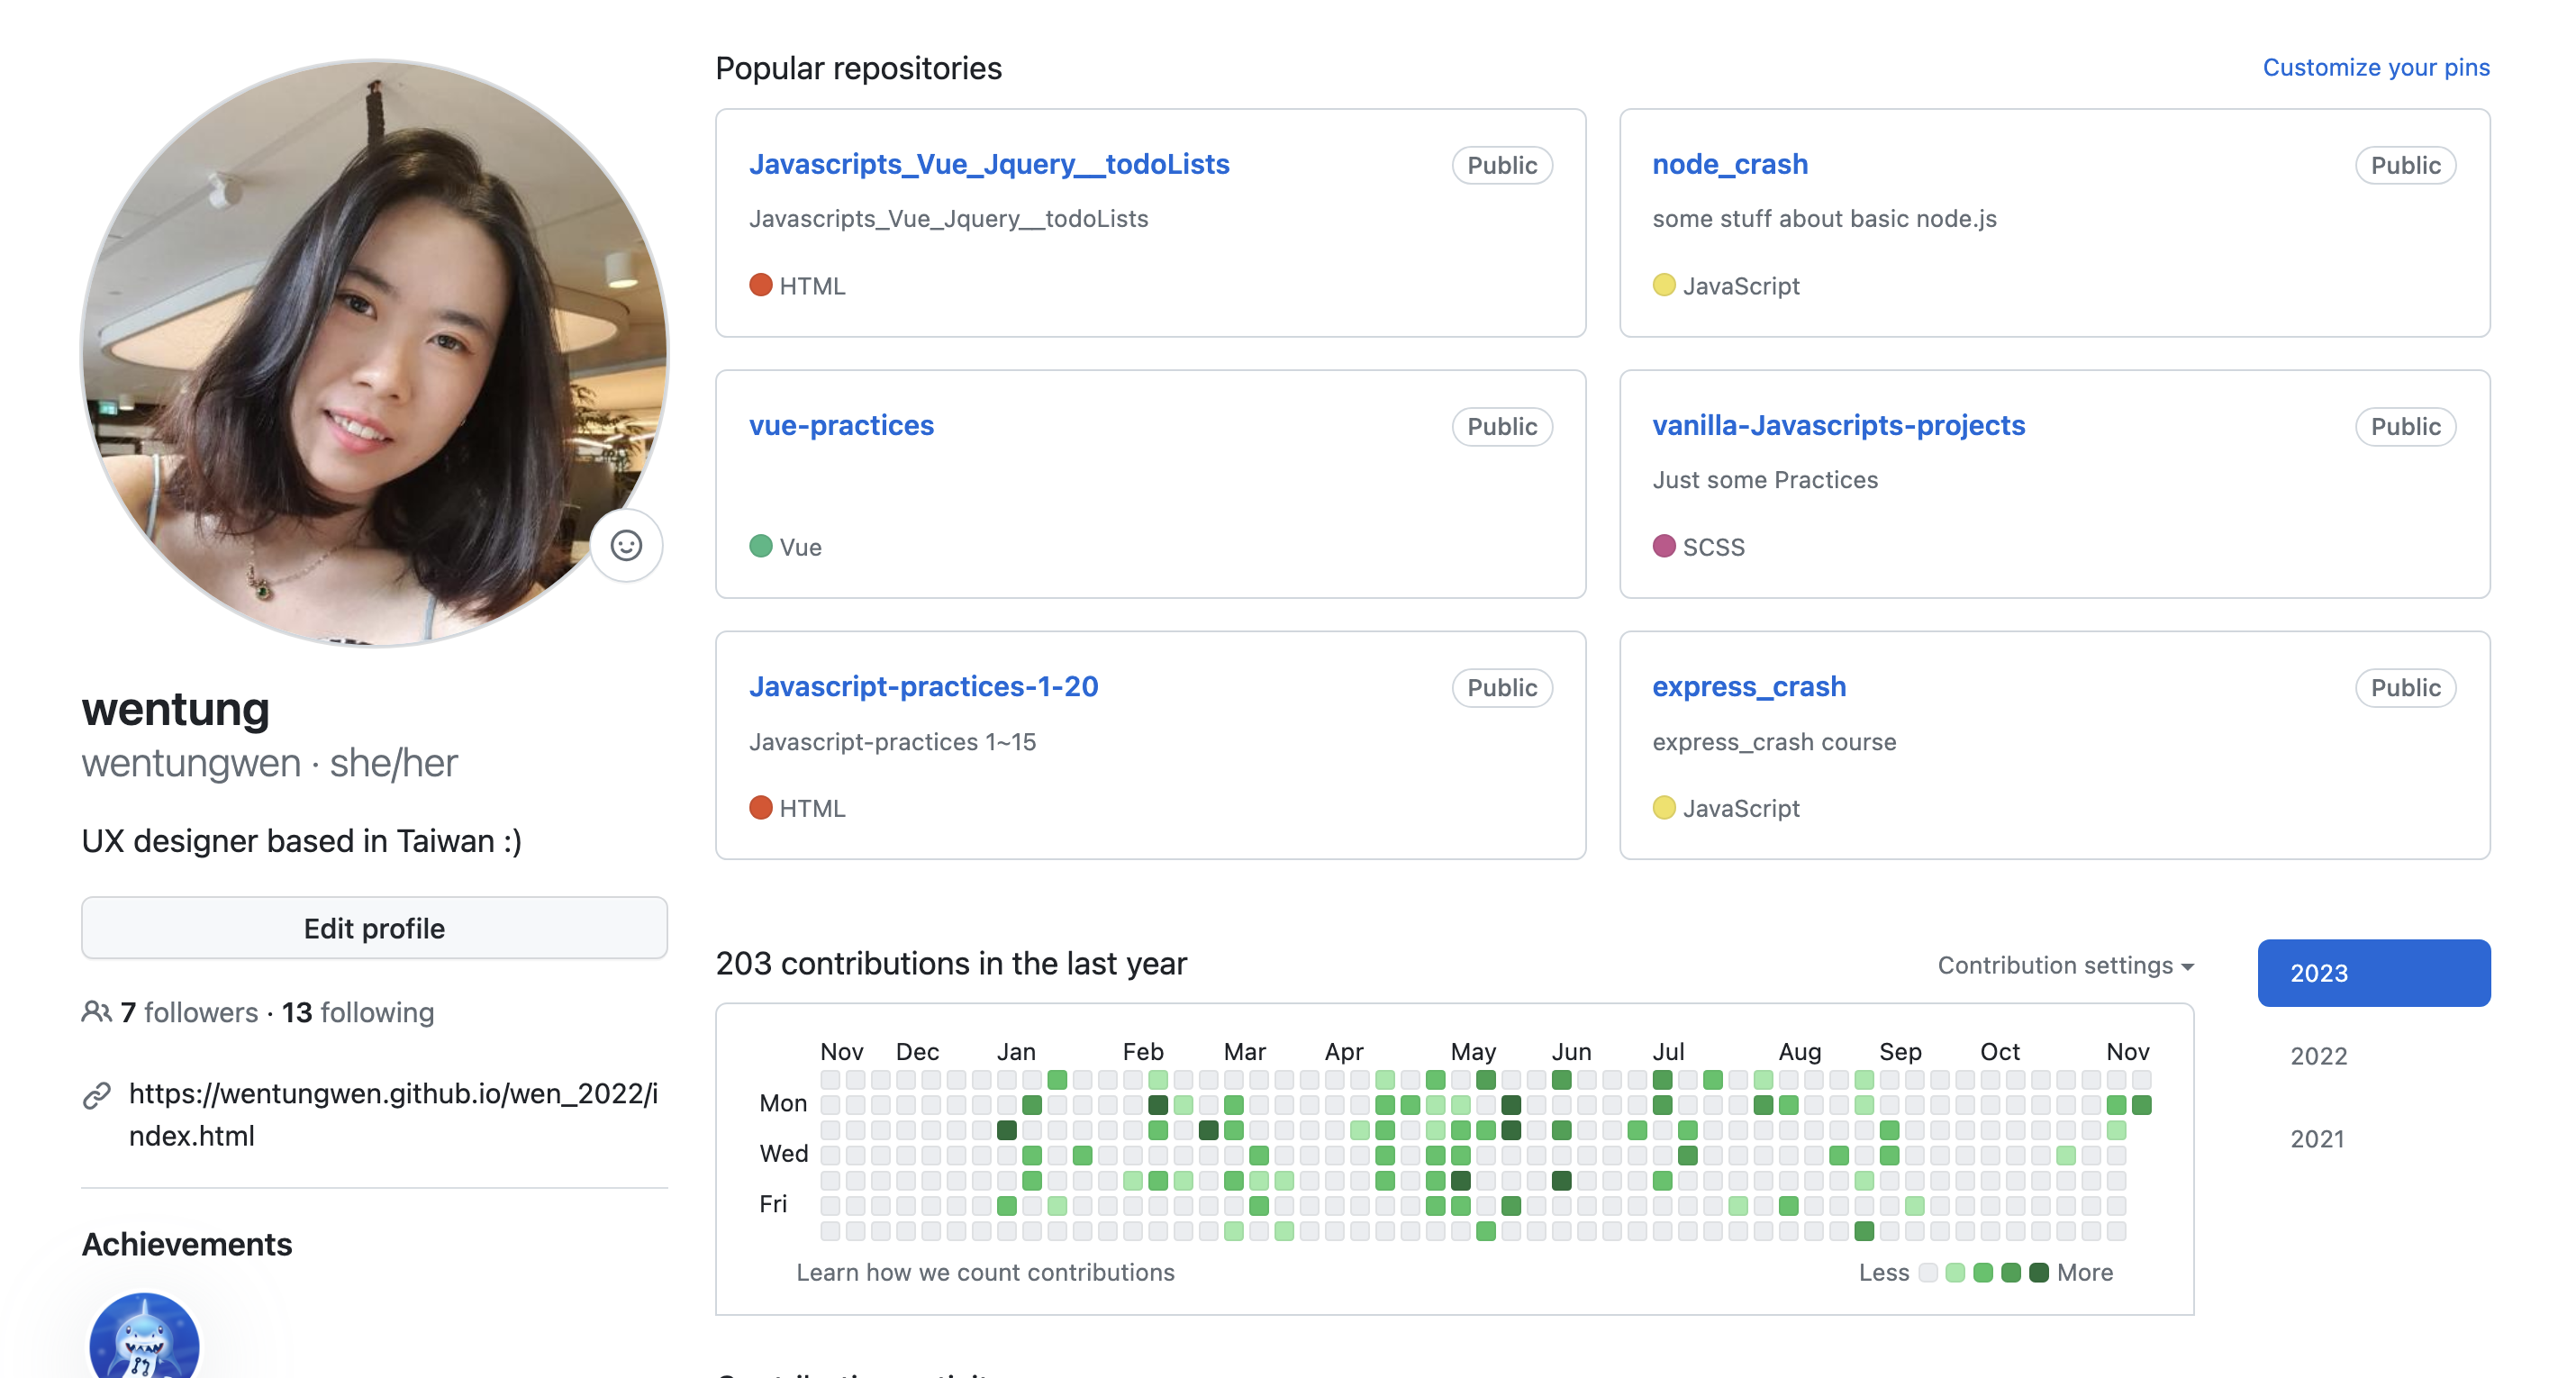 wentung
wentungwen · she/her
UX designer based in Taiwan :)
Edit profile
7 followers · 13 following
https://wentungwen.github.io/wen_2022/i
ndex.html
Achievements
Popular repositories
Customize your pins
Javascripts_Vue_Jquery__todoLists
Public
Javascripts_Vue_Jquery__todoLists
HTML
node_crash
Public
some stuff about basic node.js
JavaScript
vue-practices
Public
Vue
vanilla-Javascripts-projects
Public
Just some Practices
SCSS
Javascript-practices-1-20
Public
Javascript-practices 1~15
HTML
express_crash
Public
express_crash course
JavaScript
203 contributions in the last year
Contribution settings
2023
2022
2021
Nov Dec Jan Feb Mar Apr May Jun Jul Aug Sep Oct Nov
Mon
Wed
Fri
Learn how we count contributions
Less More